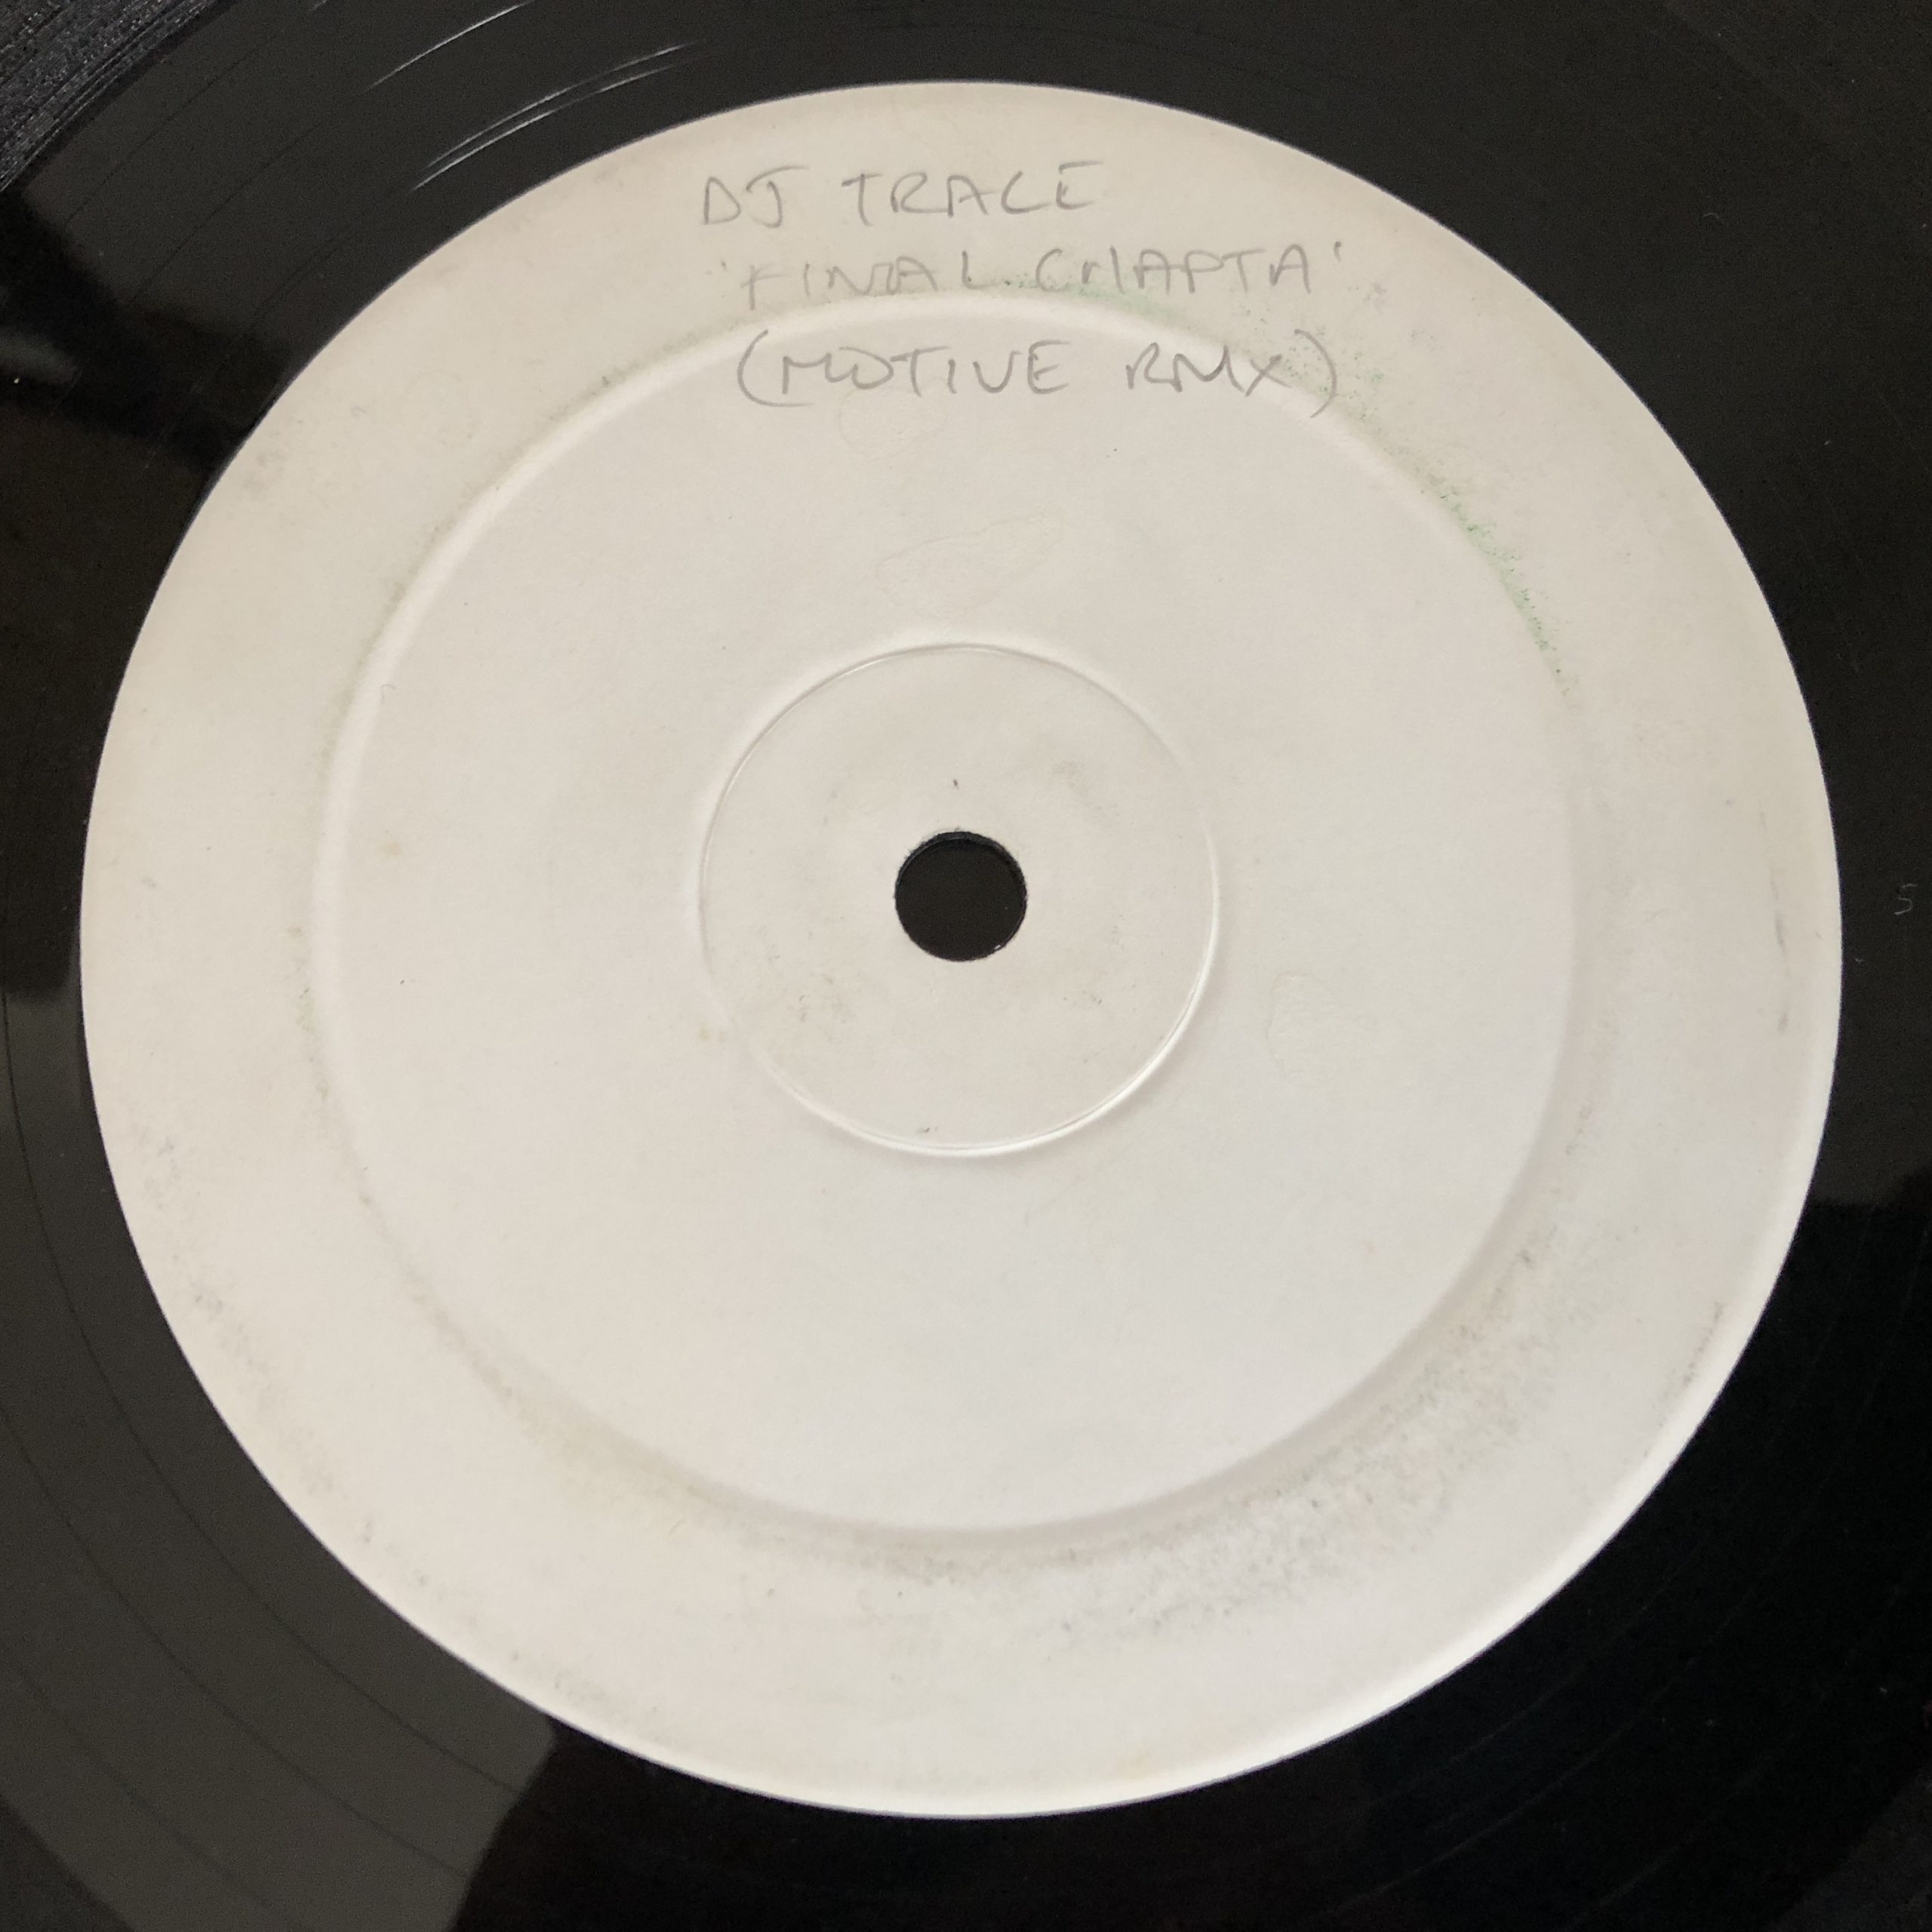 DJ TRACE
'FINAL CHAPTA'
(MOTIVE RMX)